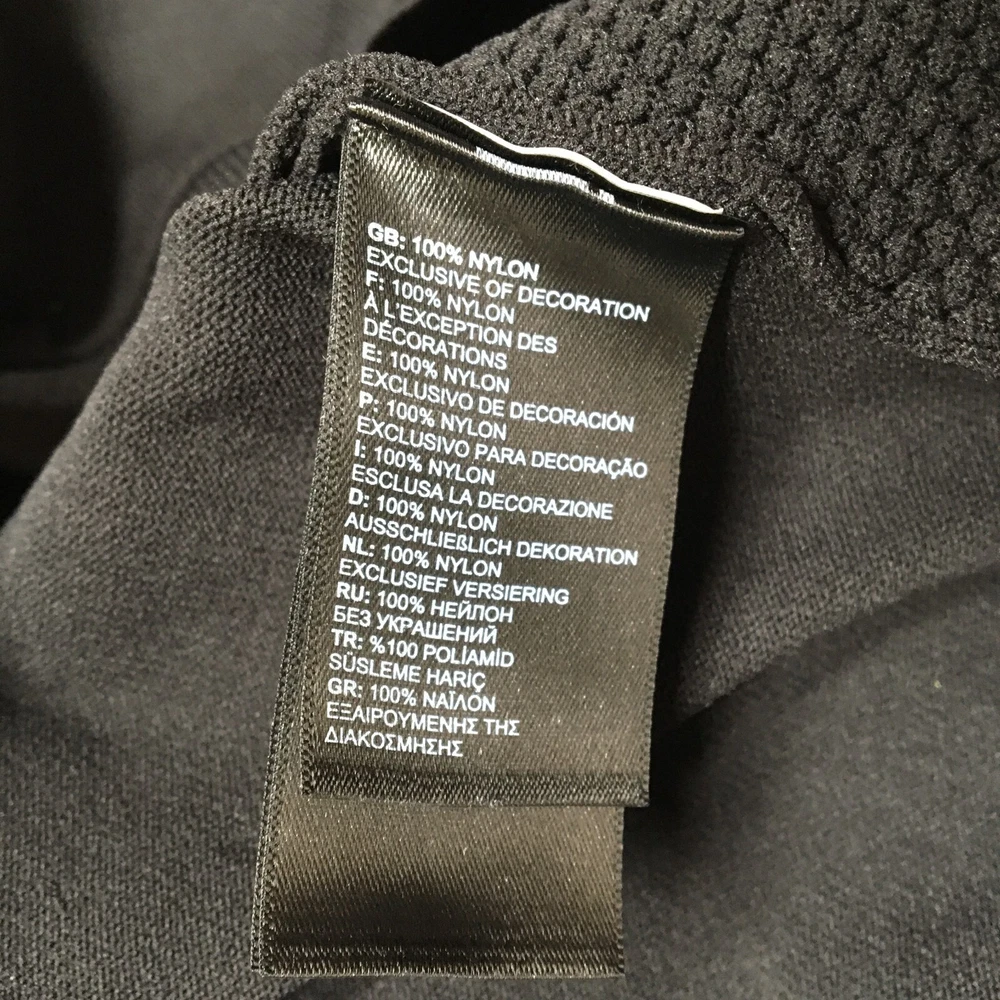 GB: 100% NYLON
EXCLUSIVE OF DECORATION
F: 100% NYLON
À L'EXCEPTION DES
DÉCORATIONS
E: 100% NYLON
EXCLUSIVO DE DECORACIÓN
P: 100% NYLON
EXCLUSIVO PARA DECORAÇÃO
I: 100% NYLON
ESCLUSA LA DECORAZIONE
D: 100% NYLON
AUSSCHLIEßLICH DEKORATION
NL: 100% NYLON
EXCLUSIEF VERSIERING
RU: 100% НЕЙЛОН
БЕЗ УКРАШЕНИЙ
TR: %100 POLİAMİD
SÜSLEME HARİÇ
GR: 100% ΝΑΪΛΟΝ
ΕΞΑΙΡΟΥΜΕΝΗΣ ΤΗΣ
ΔΙΑΚΟΣΜΗΣΗΣ